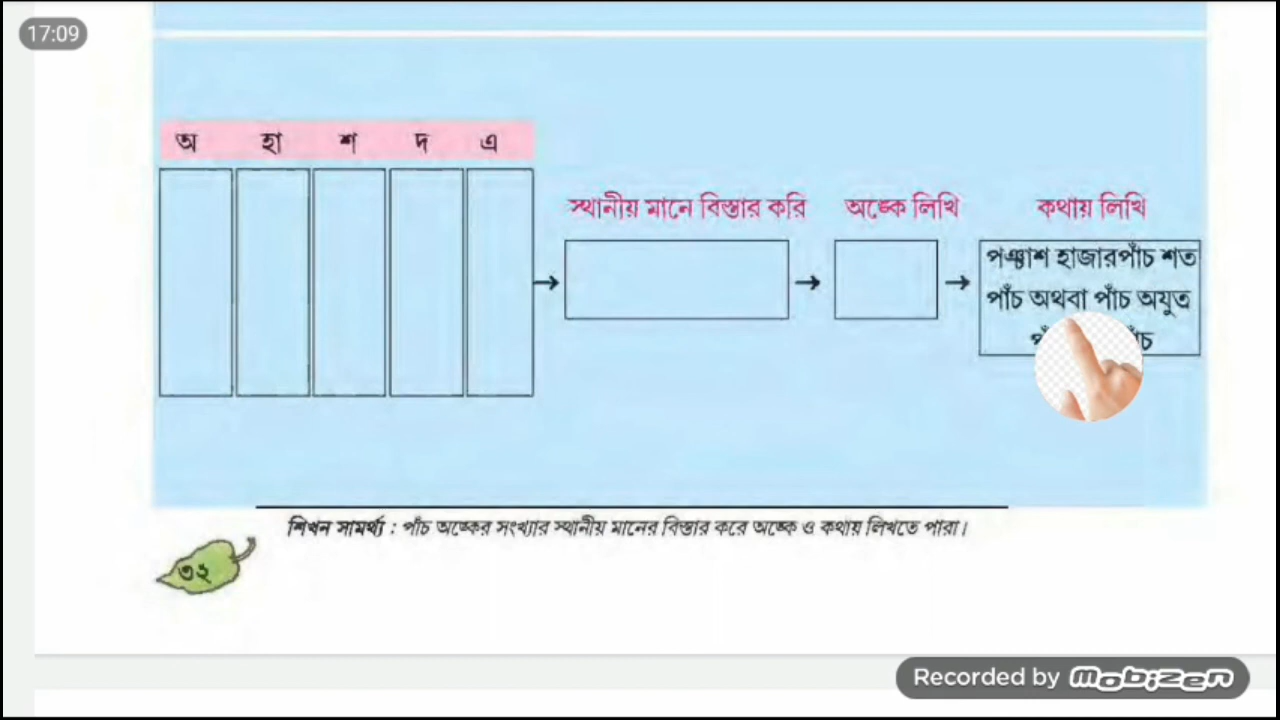 17:09
অ হা শ দ এ
স্থানীয় মানে বিস্তার করি অঙ্কে লিখি কথায় লিখি
→ → →
পঞ্চাশ হাজারপাঁচ শত
পাঁচ অথবা পাঁচ অযুত
শিখন সামর্থ্য : পাঁচ অঙ্কের সংখ্যার স্থানীয় মানের বিস্তার করে অঙ্কে ও কথায় লিখতে পারা।
৩২
Recorded by mobizen